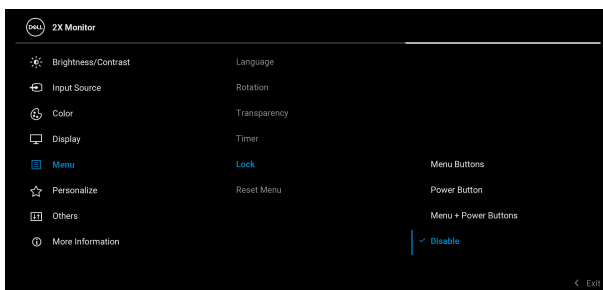 DELL 2X Monitor
Brightness/Contrast Language
Input Source Rotation
Color Transparency
Display Timer
Menu Lock Menu Buttons
Personalize Reset Menu Power Button
Others Menu + Power Buttons
More Information Disable
Exit